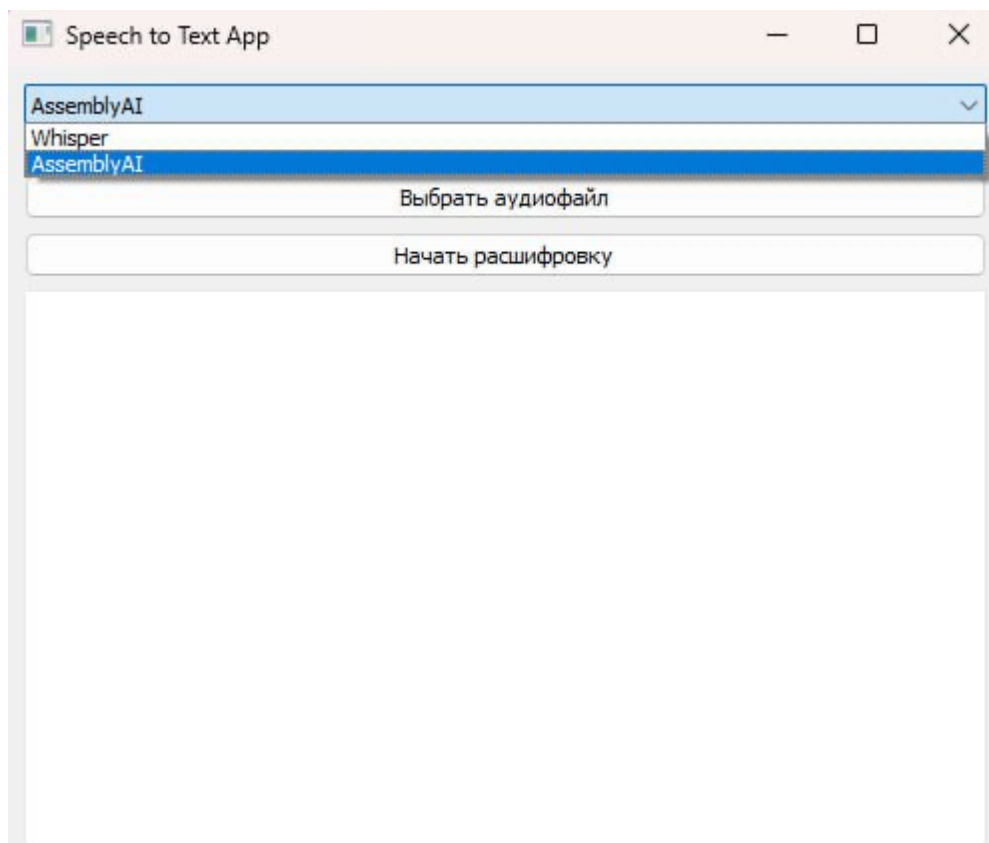 Speech to Text App
AssemblyAI
Whisper
AssemblyAI
Выбрать аудиофайл
Начать расшифровку